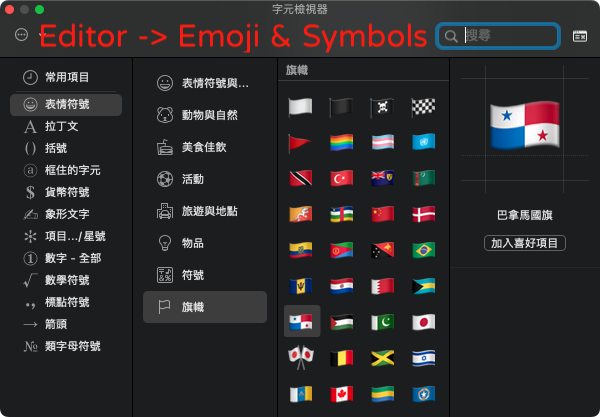 字元檢視器
Editor -> Emoji & Symbols
搜尋
常用項目
表情符號
拉丁文
括號
框住的字元
貨幣符號
象形文字
項目…/星號
數字 - 全部
數學符號
標點符號
箭頭
類字母符號
表情符號與…
動物與自然
美食佳飲
活動
旅遊與地點
物品
符號
旗幟
旗幟
巴拿馬國旗
加入喜好項目